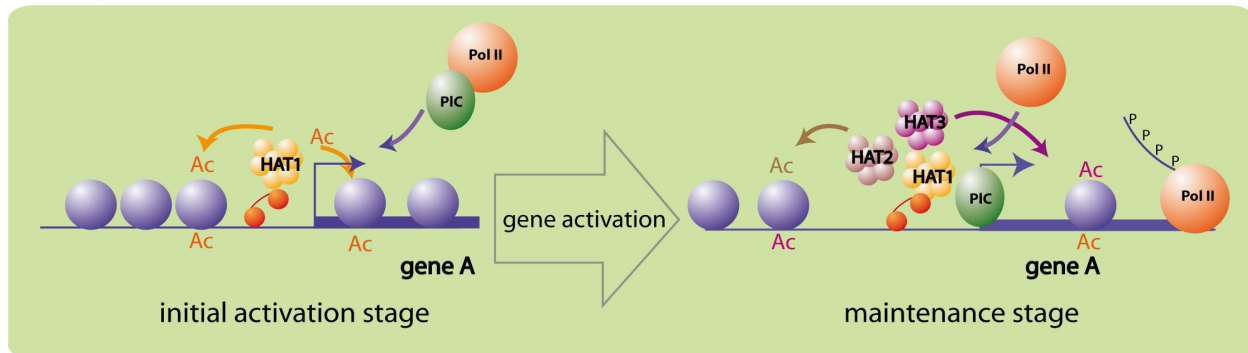 Pol II
PIC
Ac
HAT1
Ac
Ac
Ac
gene A
initial activation stage
gene activation
Pol II
HAT3
HAT2
HAT1
Ac
Ac
PIC
P
P
P
P
Pol II
Ac
Ac
gene A
maintenance stage